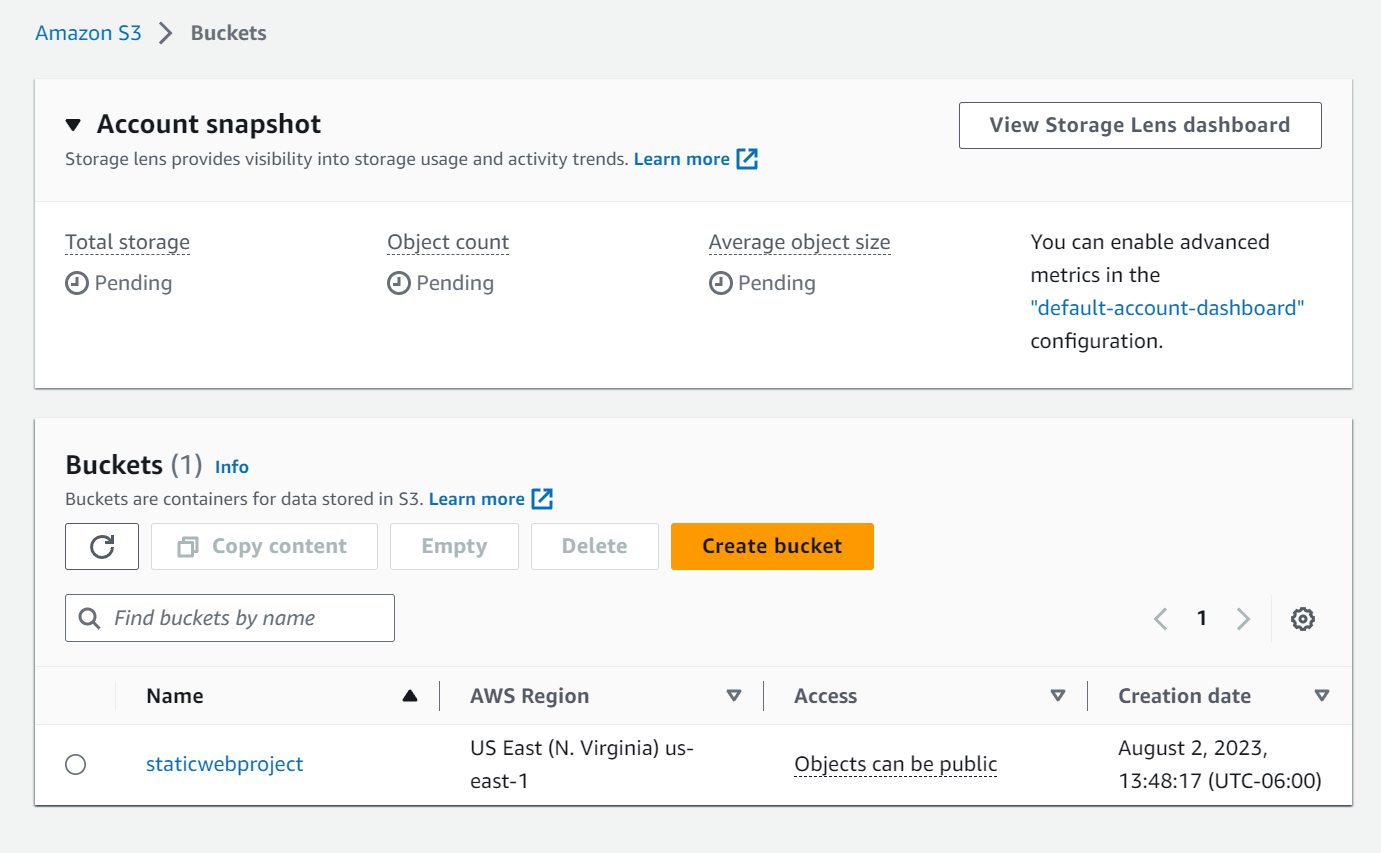 Amazon S3 > Buckets
Account snapshot
View Storage Lens dashboard
Storage lens provides visibility into storage usage and activity trends. Learn more
Total storage
Pending
Object count
Pending
Average object size
Pending
You can enable advanced
metrics in the
"default-account-dashboard"
configuration.
Buckets (1) Info
Buckets are containers for data stored in S3. Learn more
Copy content Empty Delete Create bucket
Find buckets by name
1
Name AWS Region Access Creation date
staticwebproject
US East (N. Virginia) us-
east-1
Objects can be public
August 2, 2023,
13:48:17 (UTC-06:00)